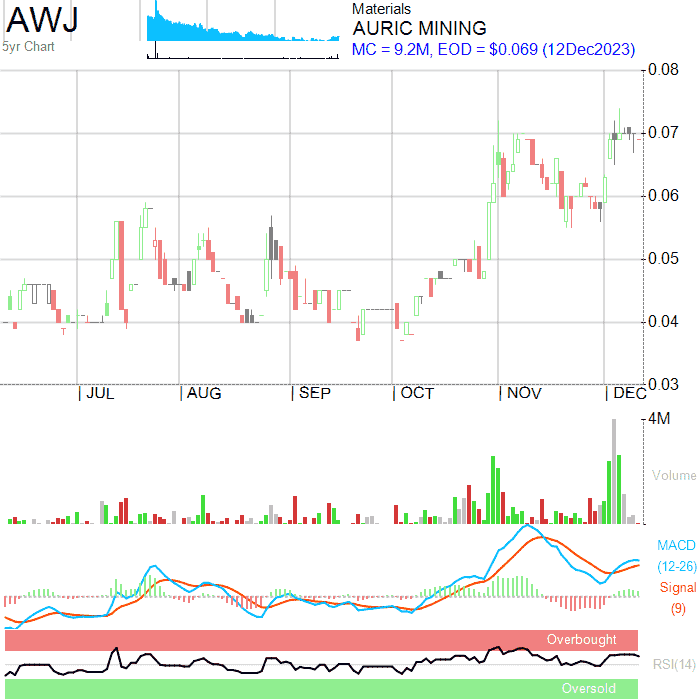 AWJ
5yr Chart
Materials
AURIC MINING
MC = 9.2M, EOD = $0.069 (12Dec2023)
0.08
0.07
0.06
0.05
0.04
0.03
| JUL | AUG | SEP | OCT | NOV | DEC
4M
Volume
MACD
(12-26)
Signal
(9)
Overbought
RSI(14)
Oversold